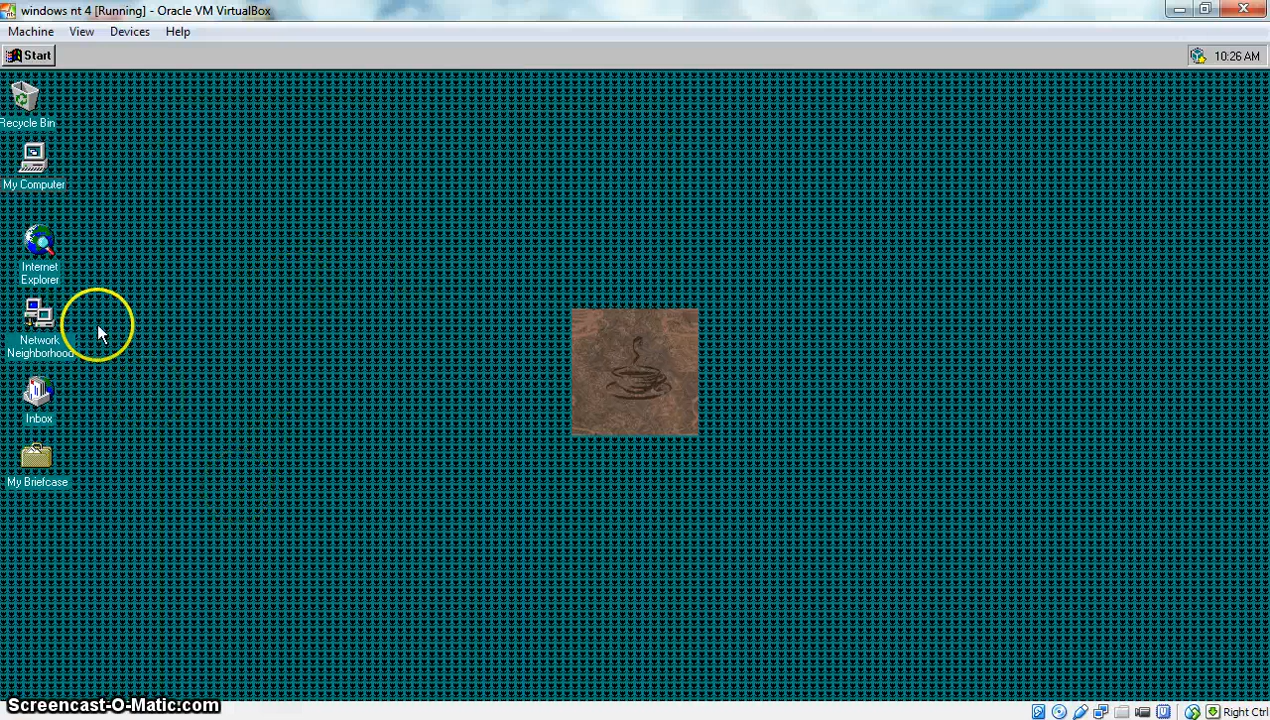 windows nt 4 [Running] - Oracle VM VirtualBox
Machine View Devices Help
Start 10:26 AM
Recycle Bin
My Computer
Internet
Explorer
Network
Neighborhood
Inbox
My Briefcase
Screencast-O-Matic.com
Right Ctrl